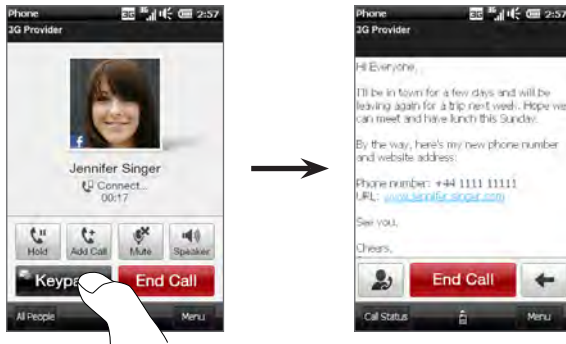 Phone 3G 2:57
3G Provider
Jennifer Singer
Connect...
00:17
Hold Add Call Mute Speaker
End Call
All People Menu
Phone 3G 2:57
3G Provider
Hi Everyone,
I'll be in town for a few days and will be
leaving again for a trip next week. Hope we
can meet and have lunch this Sunday.
By the way, here's my new phone number
and website address:
Phone number: +44 1111 11111
URL: www.jennifer.singer.com
See you,
Cheers,
End Call
Call Status Menu